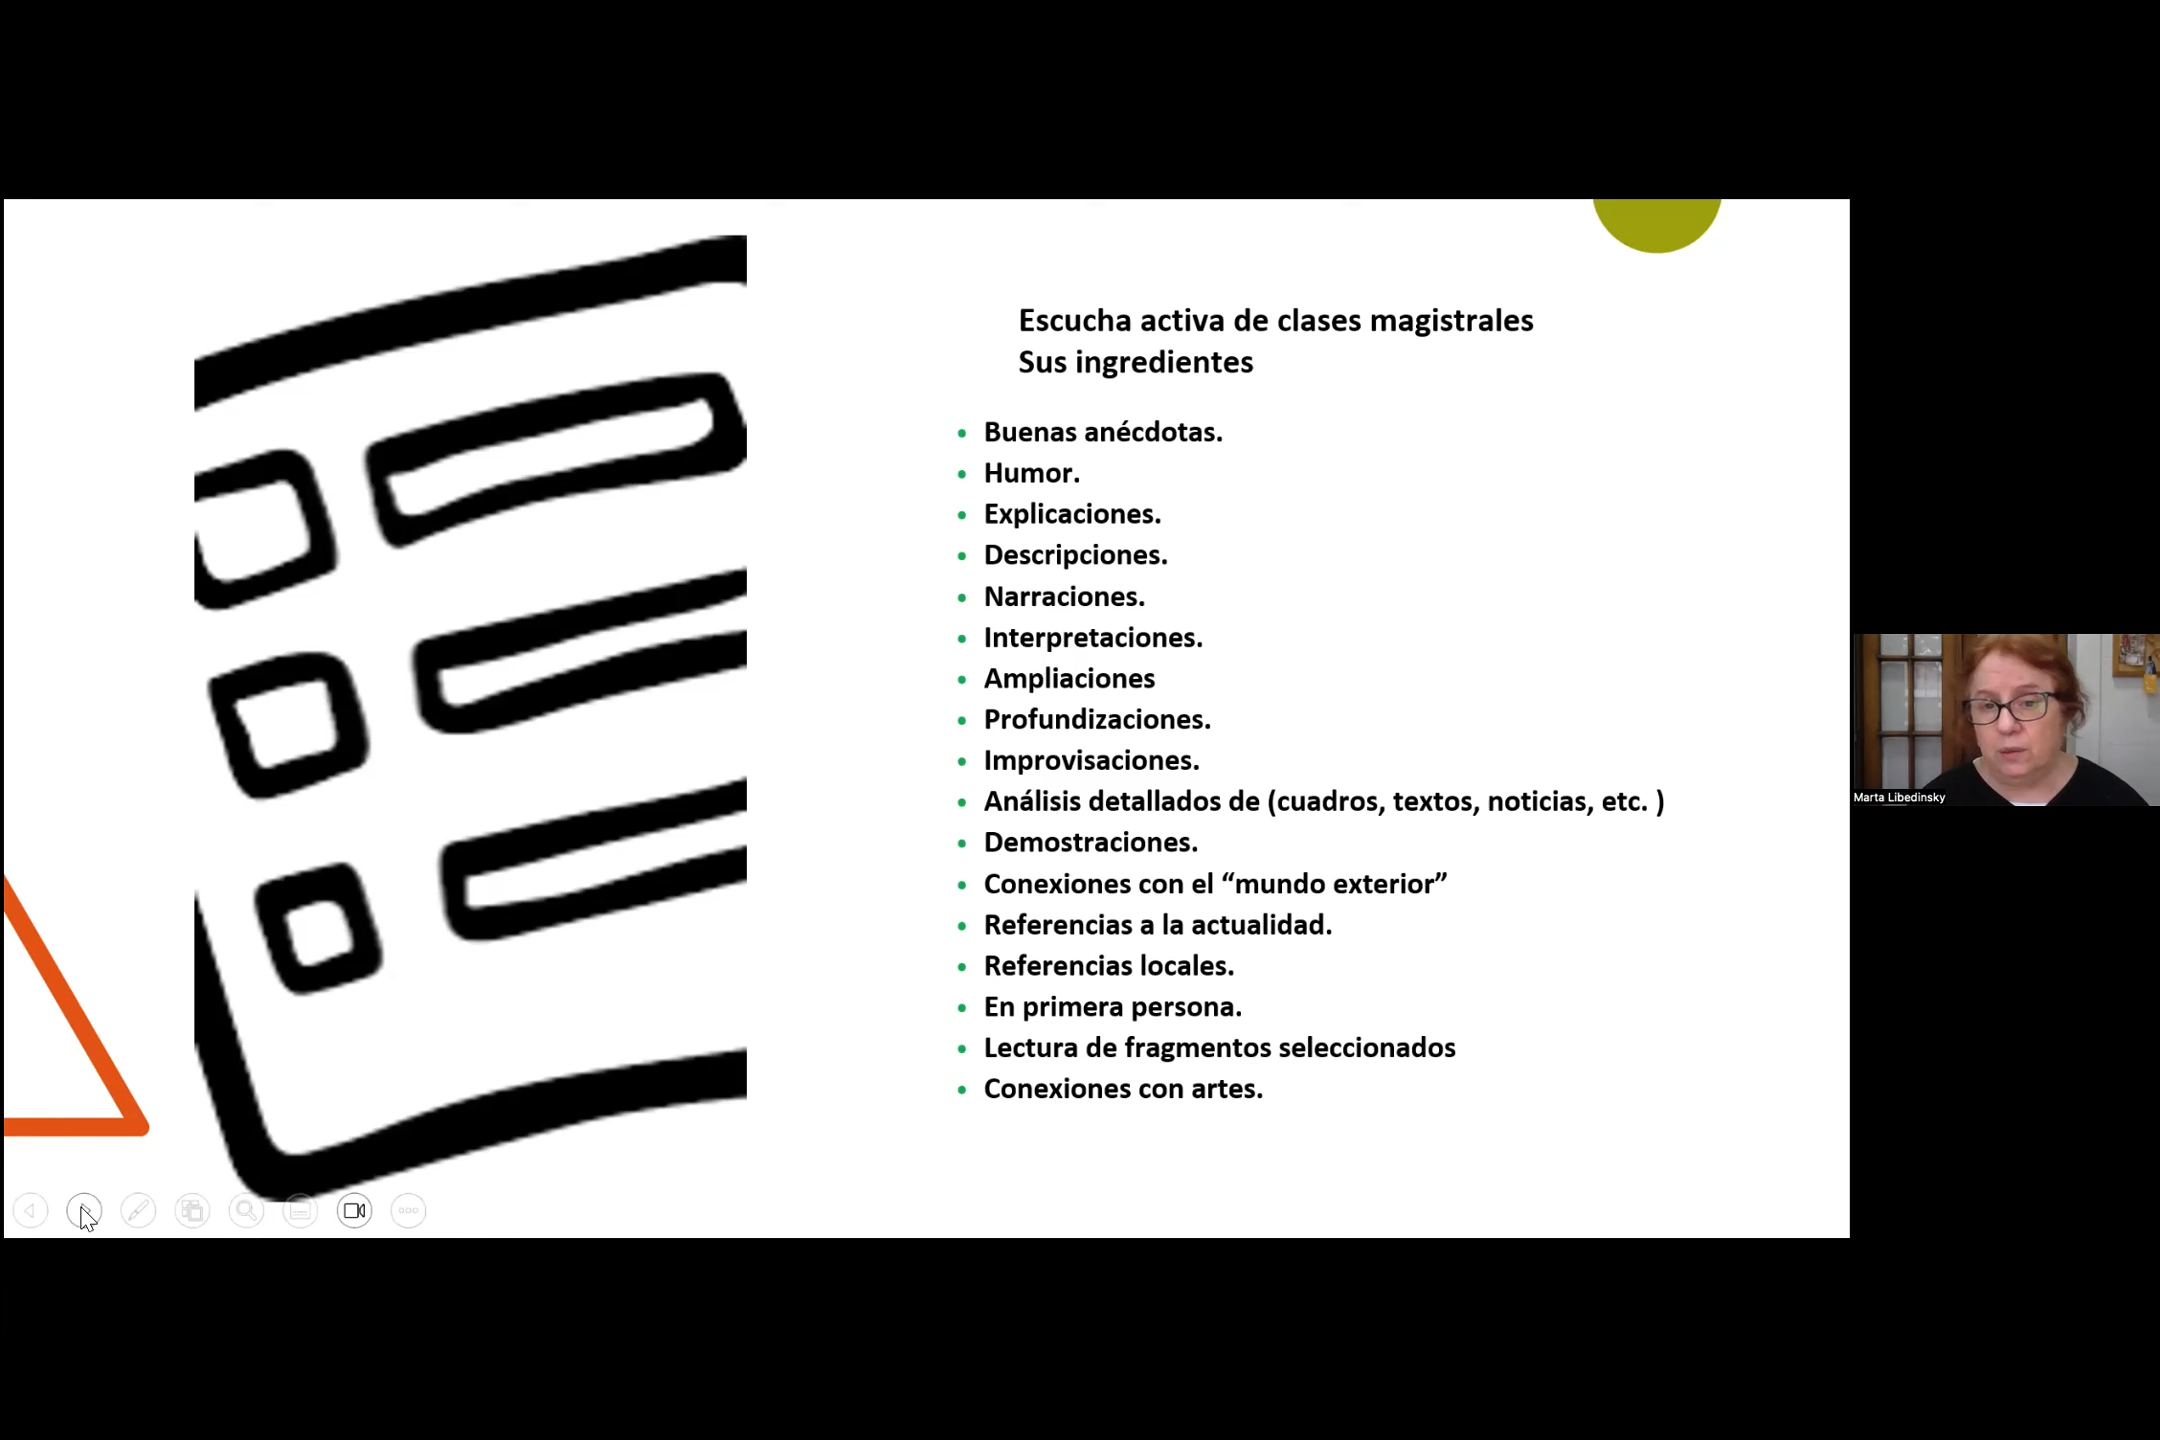 Escucha activa de clases magistrales
Sus ingredientes
• Buenas anécdotas.
• Humor.
• Explicaciones.
• Descripciones.
• Narraciones.
• Interpretaciones.
• Ampliaciones
• Profundizaciones.
• Improvisaciones.
• Análisis detallados de (cuadros, textos, noticias, etc. )
• Demostraciones.
• Conexiones con el “mundo exterior”
• Referencias a la actualidad.
• Referencias locales.
• En primera persona.
• Lectura de fragmentos seleccionados
• Conexiones con artes.
Marta Libedinsky